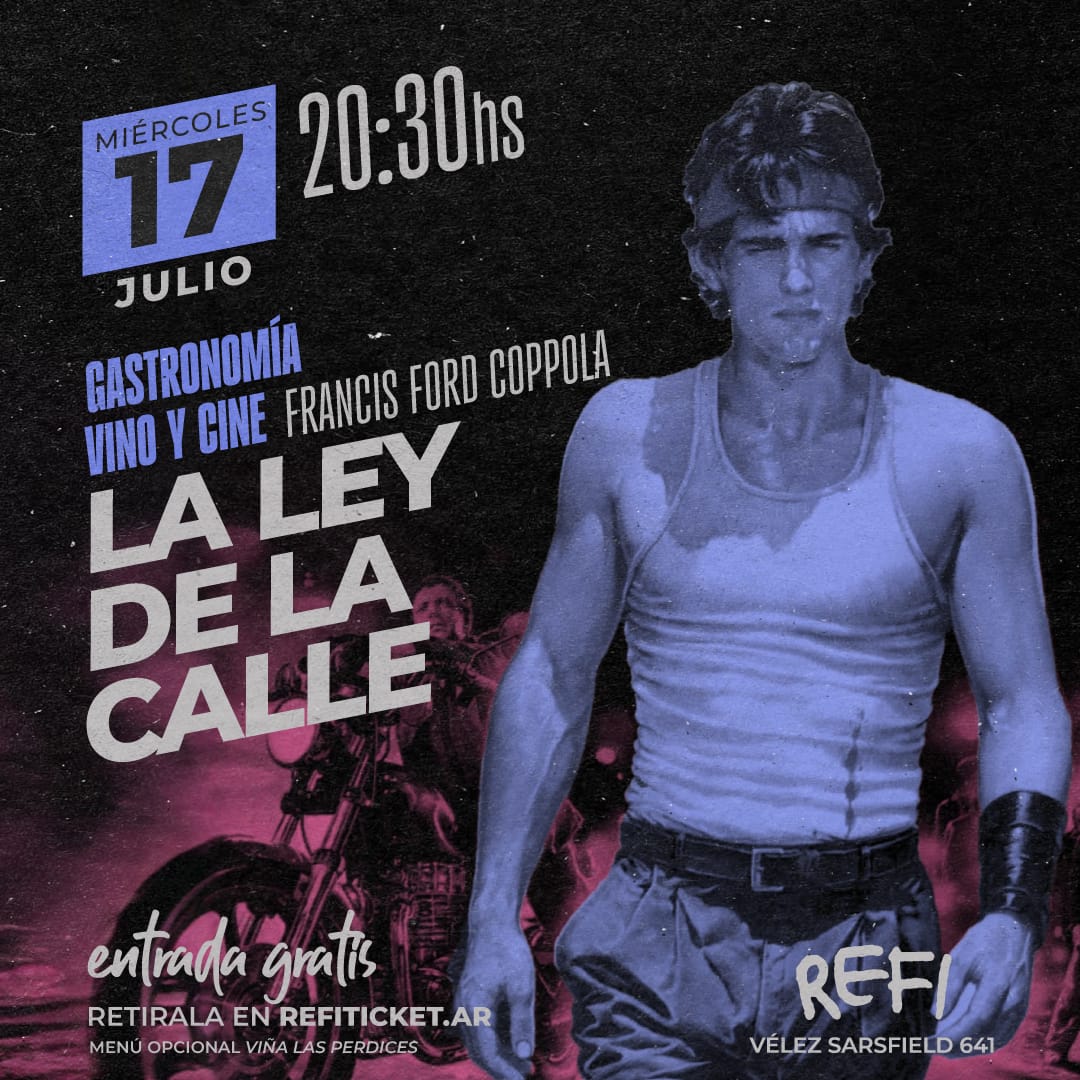 MIÉRCOLES
17
JULIO
20:30hs
GASTRONOMÍA
VINO Y CINE FRANCIS FORD COPPOLA
LA LEY
DE LA
CALLE
entrada gratis
RETIRALA EN REFITICKET.AR
MENÚ OPCIONAL VIÑA LAS PERDICES
REFI
VÉLEZ SARSFIELD 641